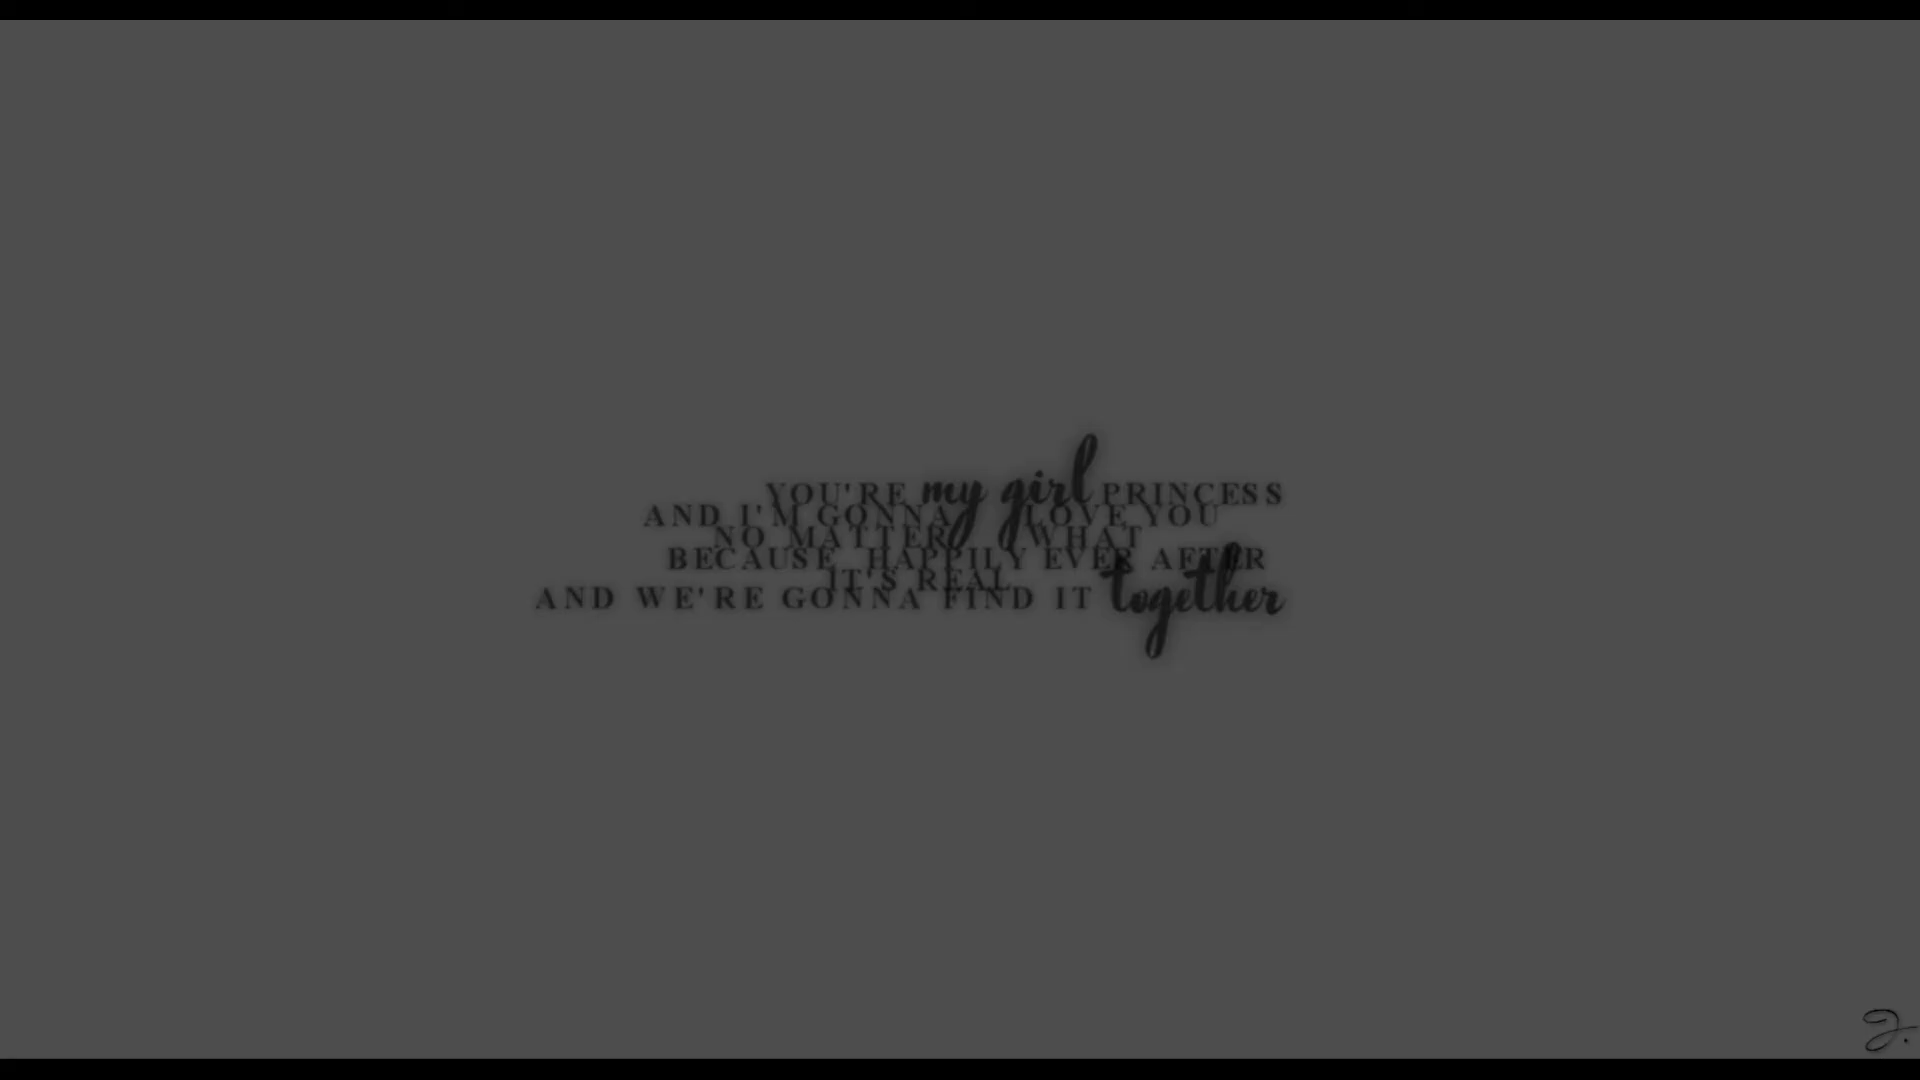 YOU'RE my girl PRINCESS
AND I'M GONNA LOVE YOU
NO MATTER WHAT
BECAUSE HAPPILY EVER AFTER
IT'S REAL
AND WE'RE GONNA FIND IT together